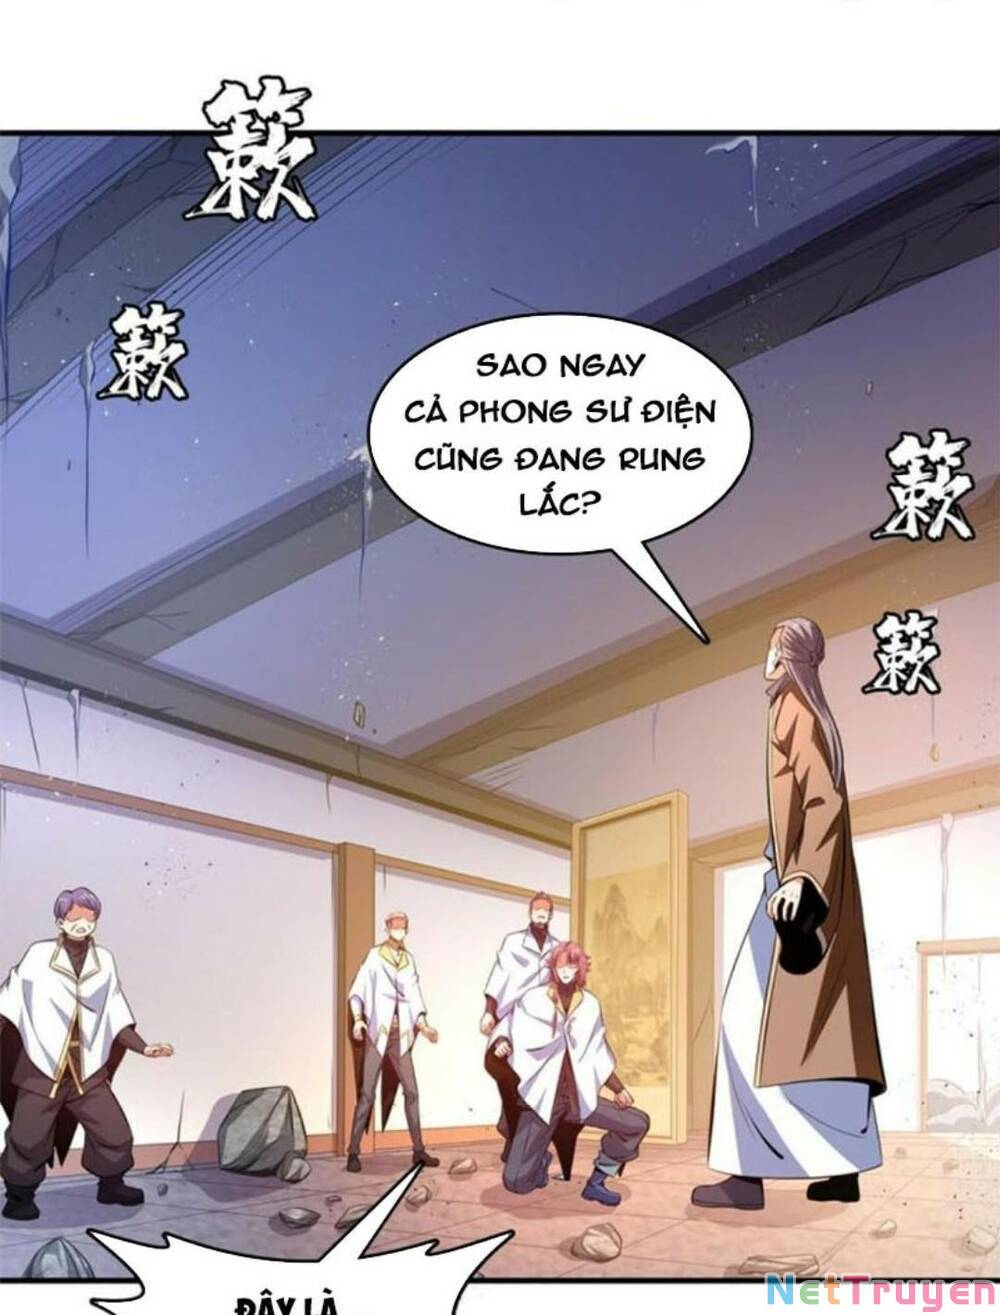 簌
簌
SAO NGAY
CẢ PHONG SƯ ĐIỆN
CŨNG ĐANG RUNG
LẮC?
簌
簌
ĐÂY LÀ
NetTruyen